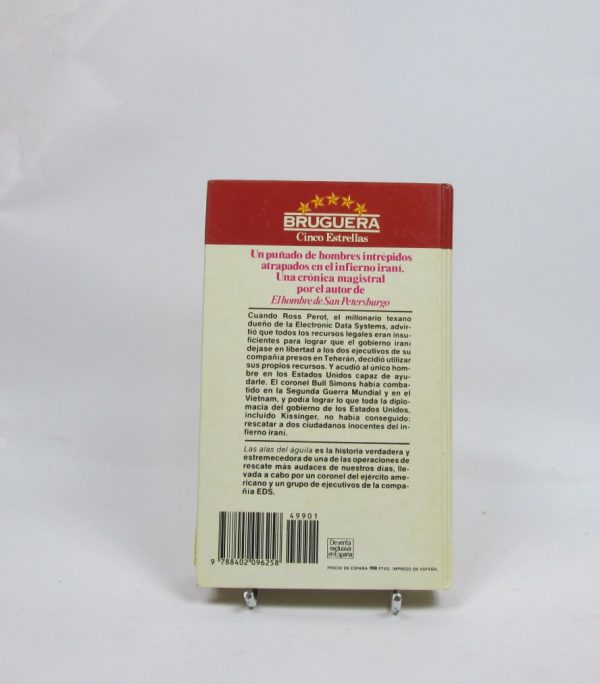 BRUGUERA
Cinco Estrellas
Un puñado de hombres intrépidos
atrapados en el infierno iraní.
Una crónica magistral
por el autor de
El hombre de San Petersburgo
Cuando Ross Perot, el millonario texano
dueño de la Electronic Data Systems, advir-
tió que todos los recursos legales eran insu-
ficientes para lograr que el gobierno iraní
dejase en libertad a los dos ejecutivos de su
compañía presos en Teherán, decidió utilizar
sus propios recursos. Y acudió al único hom-
bre en los Estados Unidos capaz de ayu-
darle. El coronel Bull Simons había comba-
tido en la Segunda Guerra Mundial y en el
Vietnam, y podía lograr lo que toda la diplo-
macia del gobierno de los Estados Unidos,
incluido Kissinger, no había conseguido:
rescatar a dos ciudadanos inocentes del in-
fierno iraní.
Las alas del águila es la historia verdadera y
estremecedora de una de las operaciones de
rescate más audaces de nuestros días, lle-
vada a cabo por un coronel del ejército ame-
ricano y un grupo de ejecutivos de la compa-
ñía EDS.
49901
9 788402 096258
De venta
exclusiva
en España
PRECIO EN ESPAÑA 990 PTAS. IMPRESO EN ESPAÑA.